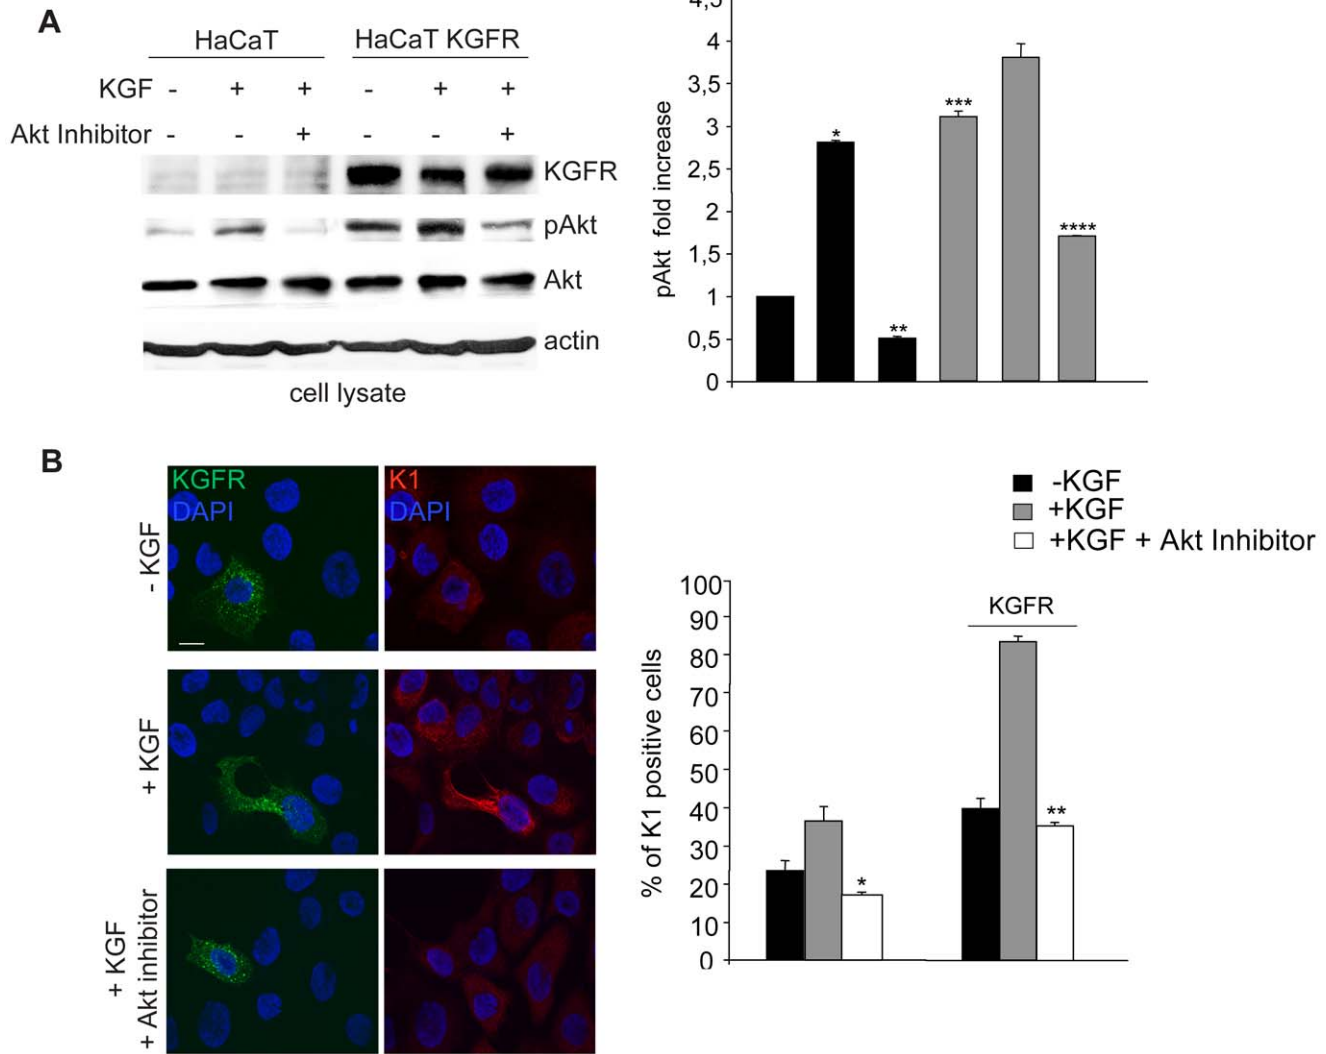 A
HaCaT HaCaT KGFR
KGF - + + - + +
Akt Inhibitor - - + - - +
KGFR
pAkt
Akt
actin
cell lysate
pAkt fold increase
4,5
4
3,5
3
2,5
2
1,5
1
0,5
0
*
**
***
****
B
KGFR
DAPI
K1
DAPI
- KGF
+ KGF
+ KGF
+ Akt inhibitor
-KGF
+KGF
+KGF + Akt Inhibitor
% of K1 positive cells
100
90
80
70
60
50
40
30
20
10
0
KGFR
*
**